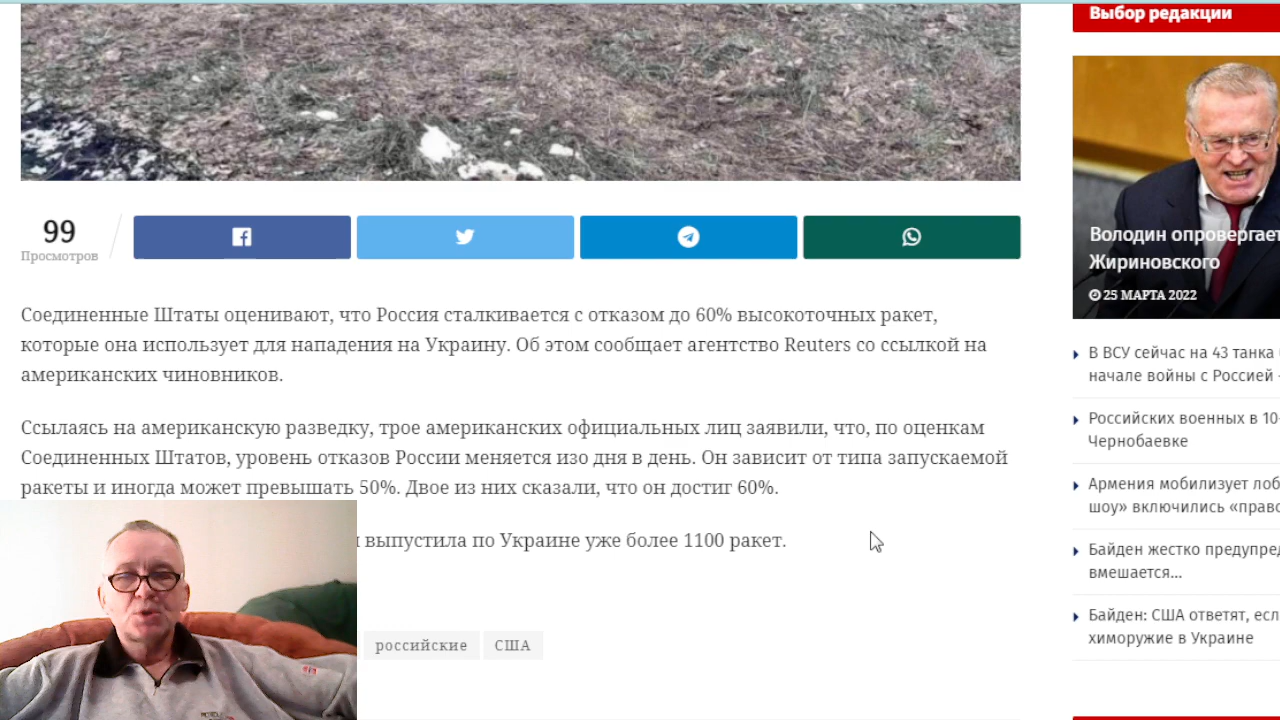 99
Просмотров
Соединенные Штаты оценивают, что Россия сталкивается с отказом до 60% высокоточных ракет,
которые она использует для нападения на Украину. Об этом сообщает агентство Reuters со ссылкой на
американских чиновников.
Ссылаясь на американскую разведку, трое американских официальных лиц заявили, что, по оценкам
Соединенных Штатов, уровень отказов России меняется изо дня в день. Он зависит от типа запускаемой
ракеты и иногда может превышать 50%. Двое из них сказали, что он достиг 60%.
выпустила по Украине уже более 1100 ракет.
российские
США
Выбор редакции
Володин опровергает
Жириновского
25 МАРТА 2022
В ВСУ сейчас на 43 танка
начале войны с Россией
Российских военных в 10-
Чернобаевке
Армения мобилизует
шоу» включились
Байден жестко
вмешается...
Байден: США ответят,
химоружие в Украине